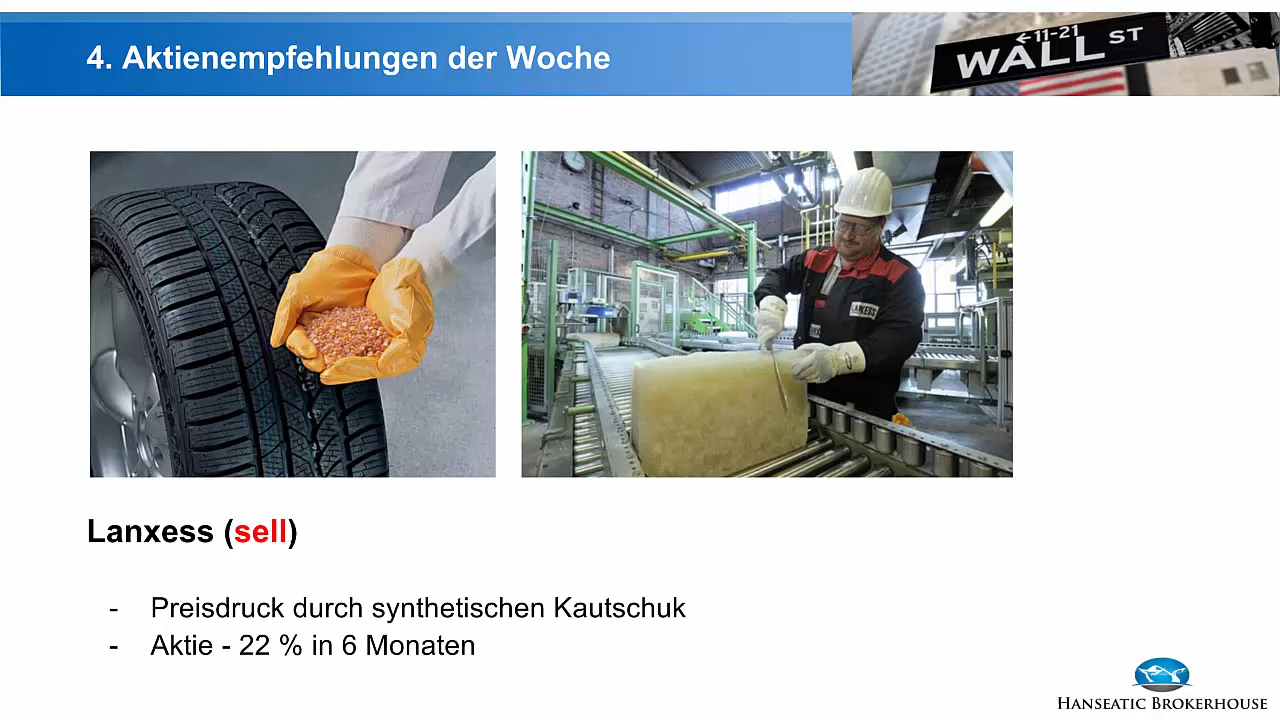 4. Aktienempfehlungen der Woche
←11-21
WALL ST
LANXESS
Lanxess (sell)
- Preisdruck durch synthetischen Kautschuk
- Aktie - 22 % in 6 Monaten
HANSEATIC BROKERHOUSE